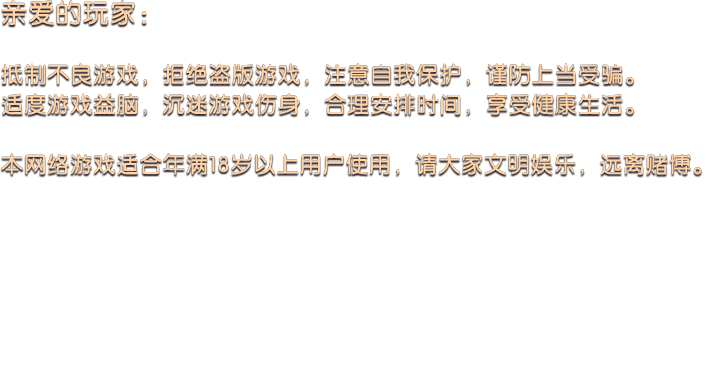 亲爱的玩家：
抵制不良游戏，拒绝盗版游戏，注意自我保护，谨防上当受骗。
适度游戏益脑，沉迷游戏伤身，合理安排时间，享受健康生活。
本网络游戏适合年满18岁以上用户使用，请大家文明娱乐，远离赌博。